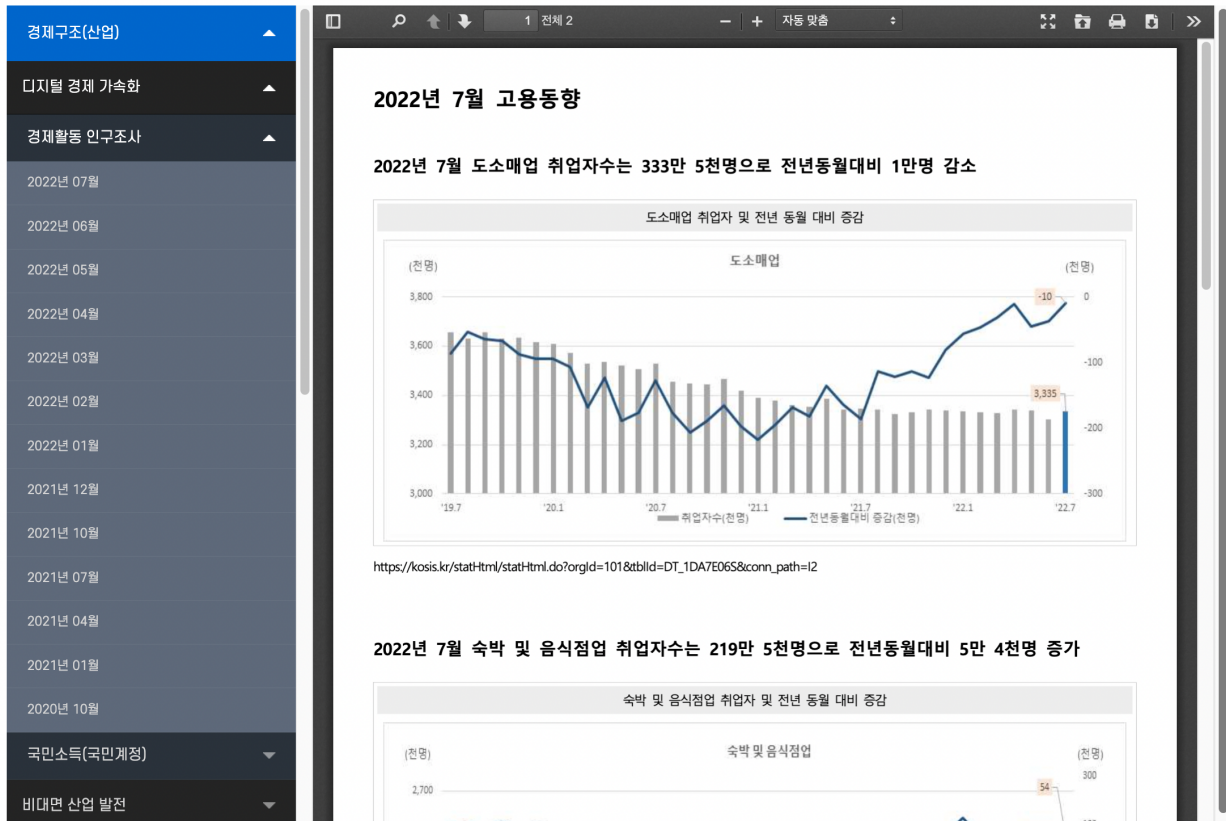 경제구조(산업)
디지털 경제 가속화
경제활동 인구조사
2022년 07월
2022년 06월
2022년 05월
2022년 04월
2022년 03월
2022년 02월
2022년 01월
2021년 12월
2021년 10월
2021년 07월
2021년 04월
2021년 01월
2020년 10월
국민소득(국민계정)
비대면 산업 발전
1 전체 2
자동 맞춤
2022년 7월 고용동향
2022년 7월 도소매업 취업자수는 333만 5천명으로 전년동월대비 1만명 감소
도소매업 취업자 및 전년 동월 대비 증감
도소매업
(천명) (천명)
3,800 -10 0
3,600 -100
3,400 3,335
3,200 -200
3,000 -300
'19.7 '20.1 '20.7 '21.1 '21.7 '22.1 '22.7
취업자수(천명) 전년동월대비 증감(천명)
https://kosis.kr/statHtml/statHtml.do?orgId=101&tblId=DT_1DA7E06S&conn_path=I2
2022년 7월 숙박 및 음식점업 취업자수는 219만 5천명으로 전년동월대비 5만 4천명 증가
숙박 및 음식점업 취업자 및 전년 동월 대비 증감
숙박 및 음식점업
(천명) (천명)
2,700 54 300